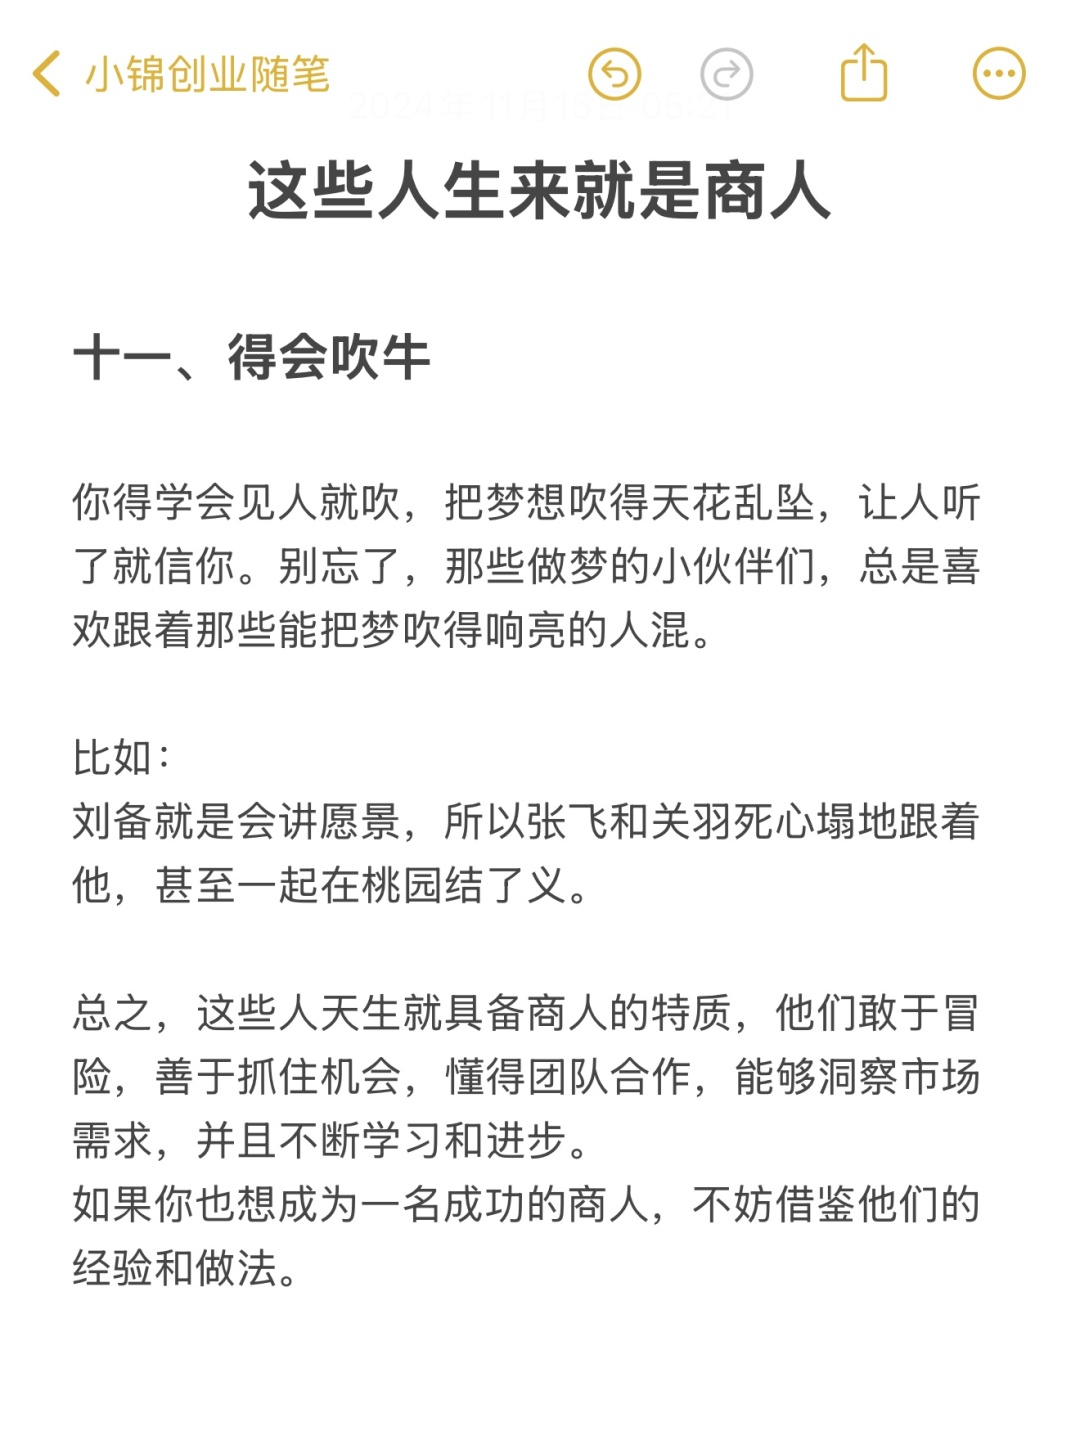 小锦创业随笔
2024年11月15日 06:21
这些人生来就是商人
十一、得会吹牛
你得学会见人就吹，把梦想吹得天花乱坠，让人听
了就信你。别忘了，那些做梦的小伙伴们，总是喜
欢跟着那些能把梦吹得响亮的人混。
比如：
刘备就是会讲愿景，所以张飞和关羽死心塌地跟着
他，甚至一起在桃园结了义。
总之，这些人天生就具备商人的特质，他们敢于冒
险，善于抓住机会，懂得团队合作，能够洞察市场
需求，并且不断学习和进步。
如果你也想成为一名成功的商人，不妨借鉴他们的
经验和做法。